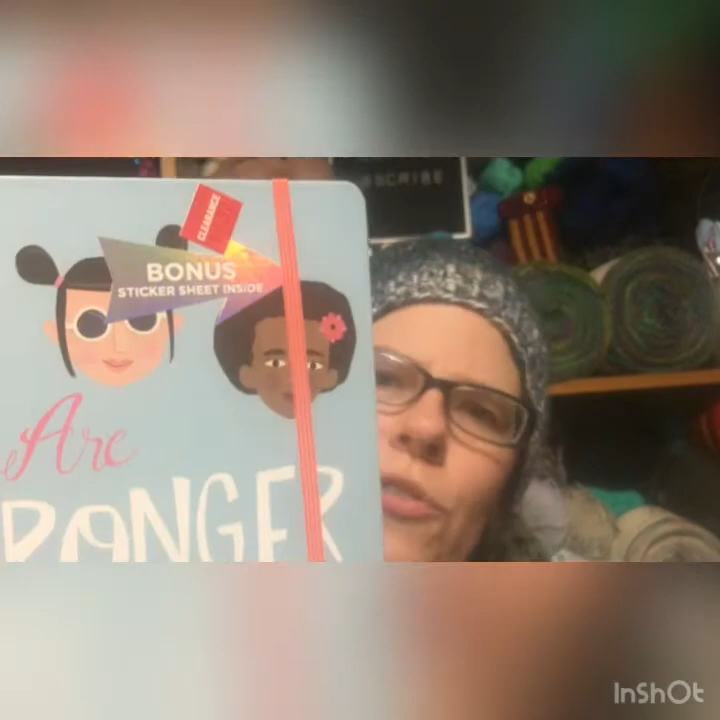 SCRIBE
CLEARANCE
BONUS
STICKER SHEET INSIDE
Are
RONGER
InShOt